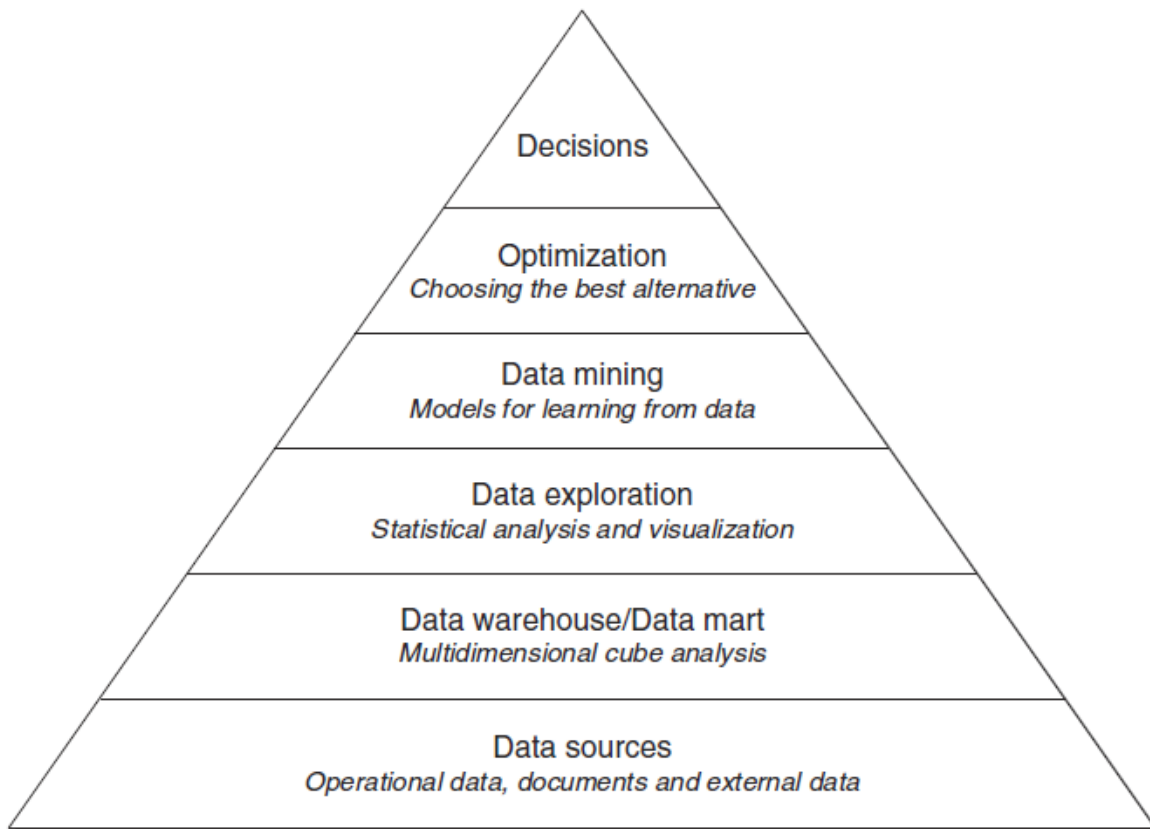 Decisions
Optimization
Choosing the best alternative
Data mining
Models for learning from data
Data exploration
Statistical analysis and visualization
Data warehouse/Data mart
Multidimensional cube analysis
Data sources
Operational data, documents and external data